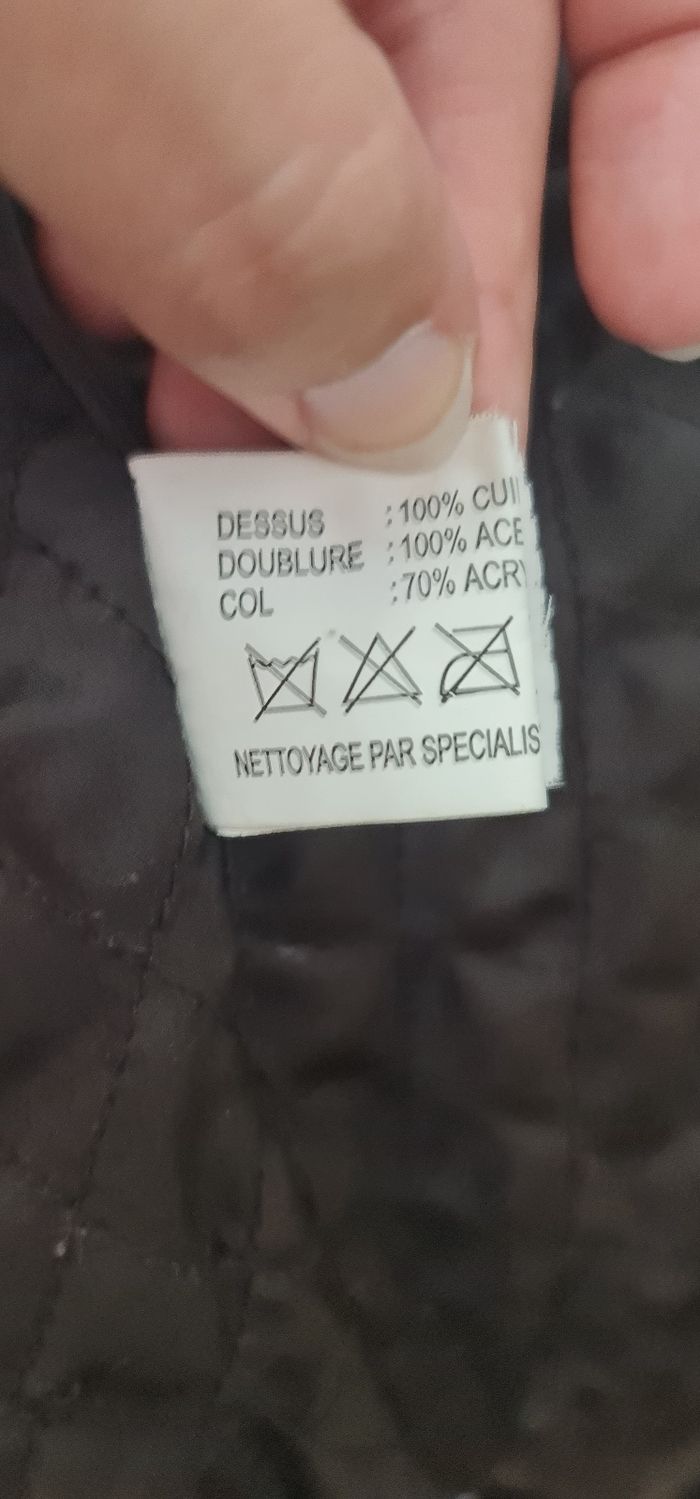 DESSUS : 100% CUI
DOUBLURE : 100% ACE
COL : 70% ACRY
NETTOYAGE PAR SPECIALIS